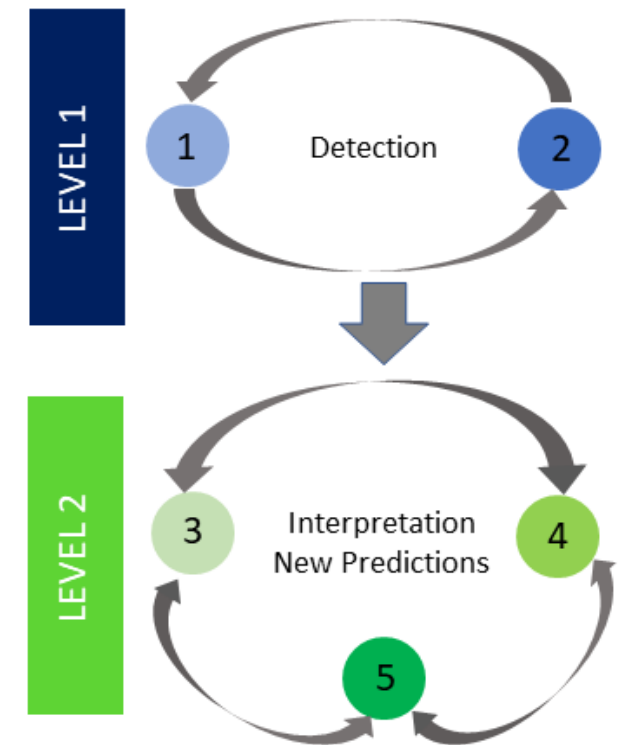 LEVEL 1
1
Detection
2
LEVEL 2
3
Interpretation
New Predictions
4
5